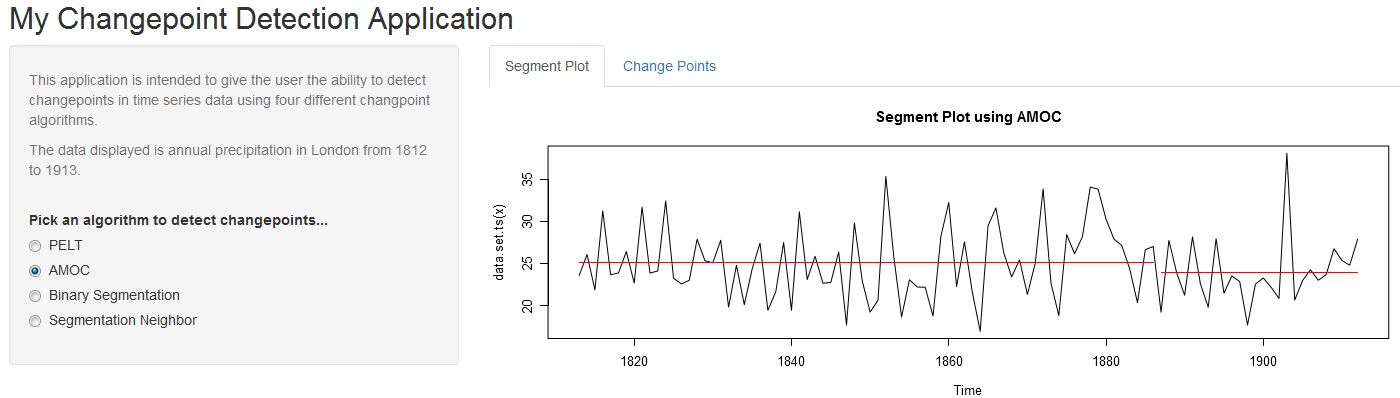 My Changepoint Detection Application
This application is intended to give the user the ability to detect
changepoints in time series data using four different changpoint
algorithms.
The data displayed is annual precipitation in London from 1812
to 1913.
Pick an algorithm to detect changepoints...
PELT
AMOC
Binary Segmentation
Segmentation Neighbor
Segment Plot
Change Points
Segment Plot using AMOC
data.set.ts(x)
35
30
25
20
1820
1840
1860
1880
1900
Time